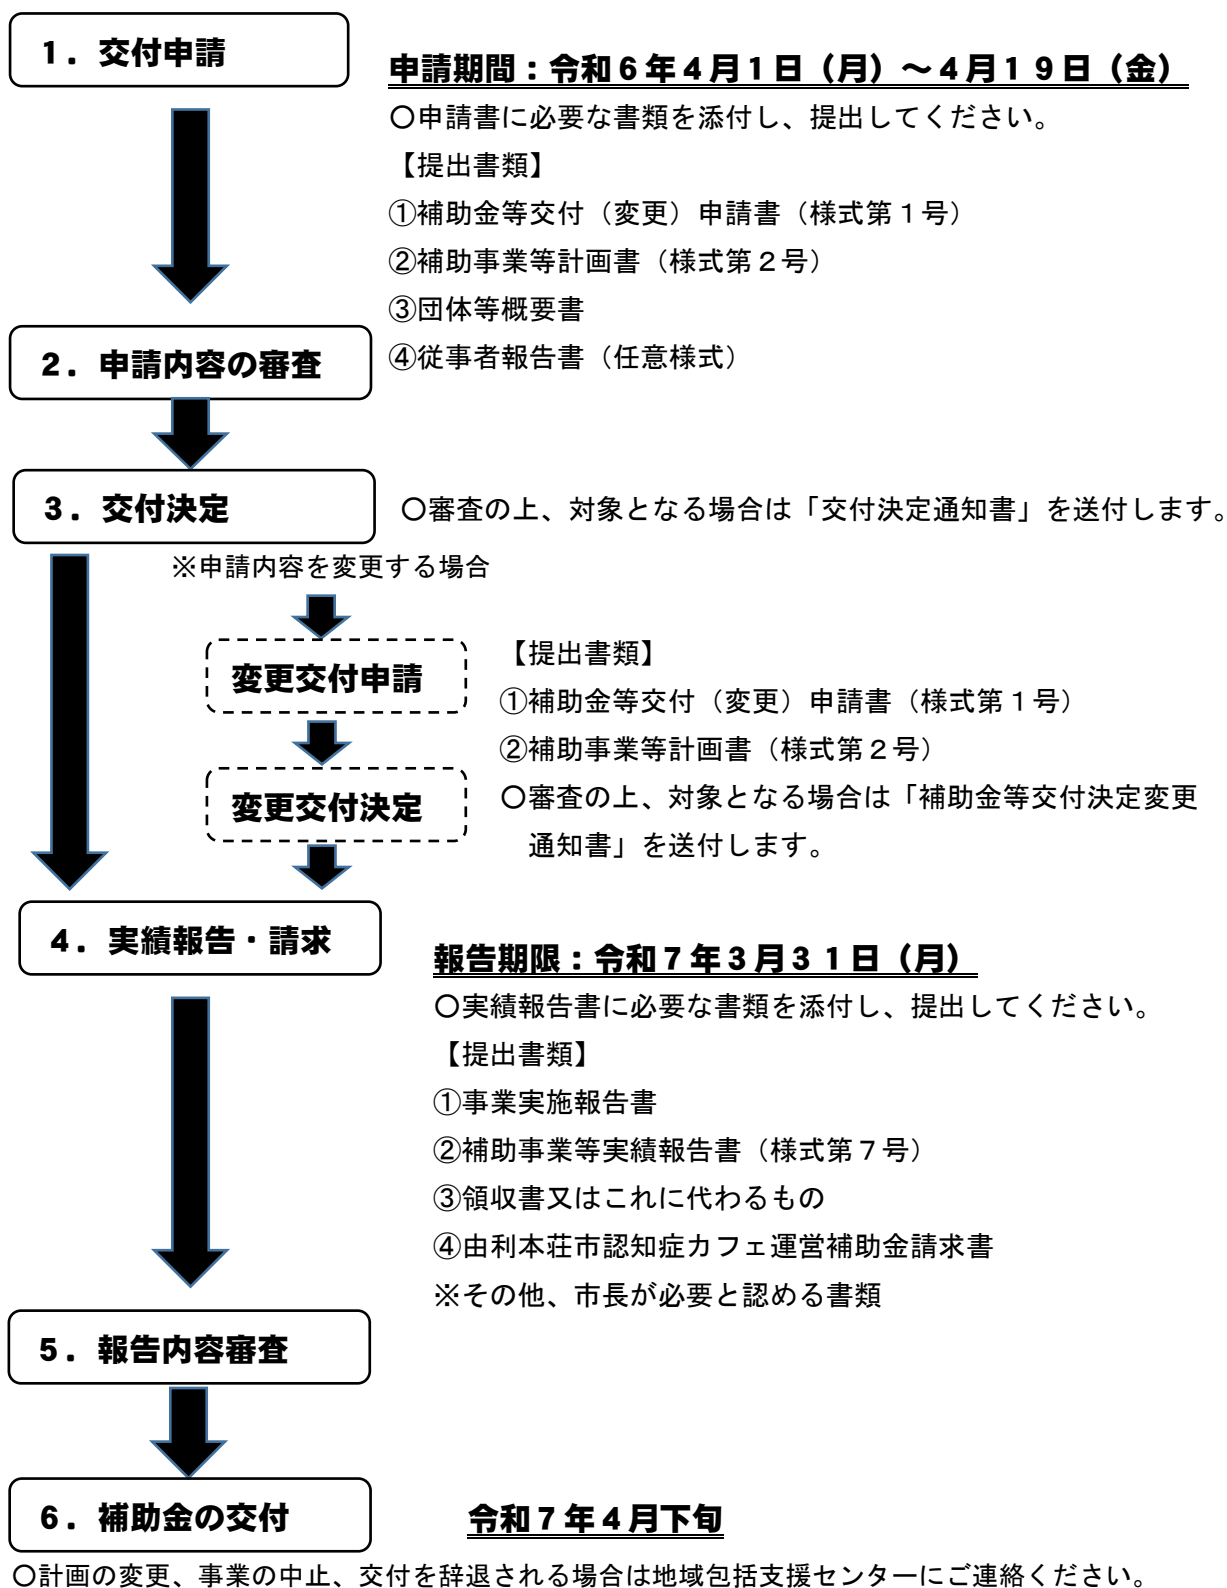 １．交付申請
申請期間：令和６年４月１日（月）～４月１９日（金）
〇申請書に必要な書類を添付し、提出してください。
【提出書類】
①補助金等交付（変更）申請書（様式第１号）
②補助事業等計画書（様式第２号）
③団体等概要書
④従事者報告書（任意様式）
２．申請内容の審査
３．交付決定
〇審査の上、対象となる場合は「交付決定通知書」を送付します。
※申請内容を変更する場合
変更交付申請
【提出書類】
①補助金等交付（変更）申請書（様式第１号）
②補助事業等計画書（様式第２号）
変更交付決定
〇審査の上、対象となる場合は「補助金等交付決定変更
通知書」を送付します。
４．実績報告・請求
報告期限：令和７年３月３１日（月）
〇実績報告書に必要な書類を添付し、提出してください。
【提出書類】
①事業実施報告書
②補助事業等実績報告書（様式第７号）
③領収書又はこれに代わるもの
④由利本荘市認知症カフェ運営補助金請求書
※その他、市長が必要と認める書類
５．報告内容審査
６．補助金の交付
令和７年４月下旬
〇計画の変更、事業の中止、交付を辞退される場合は地域包括支援センターにご連絡ください。